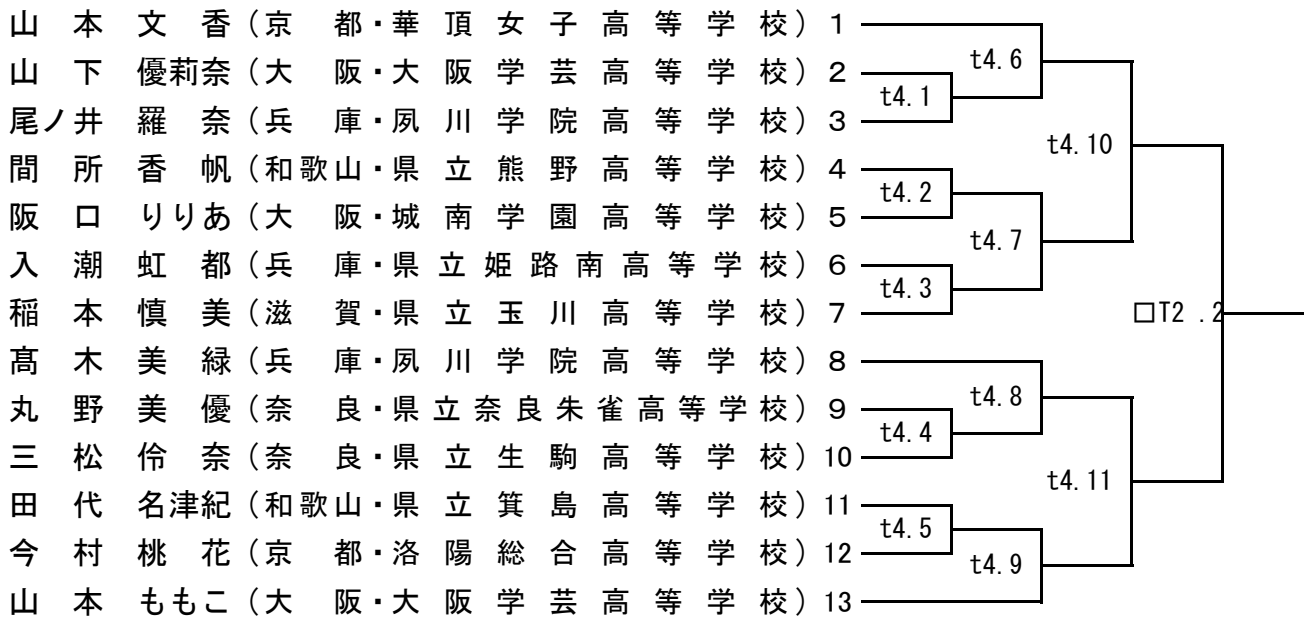 山本文香(京都・華頂女子高等学校) 1
t4.6
山下優莉奈(大阪・大阪学芸高等学校) 2
t4.1
尾ノ井羅奈(兵庫・夙川学院高等学校) 3
t4.10
間所香帆(和歌山・県立熊野高等学校) 4
t4.2
阪口りりあ(大阪・城南学園高等学校) 5
t4.7
入潮虹都(兵庫・県立姫路南高等学校) 6
t4.3
稲本慎美(滋賀・県立玉川高等学校) 7
□T2 .2
髙木美緑(兵庫・夙川学院高等学校) 8
t4.8
丸野美優(奈良・県立奈良朱雀高等学校) 9
t4.4
三松伶奈(奈良・県立生駒高等学校) 10
t4.11
田代名津紀(和歌山・県立箕島高等学校) 11
t4.5
今村桃花(京都・洛陽総合高等学校) 12
t4.9
山本ももこ(大阪・大阪学芸高等学校) 13